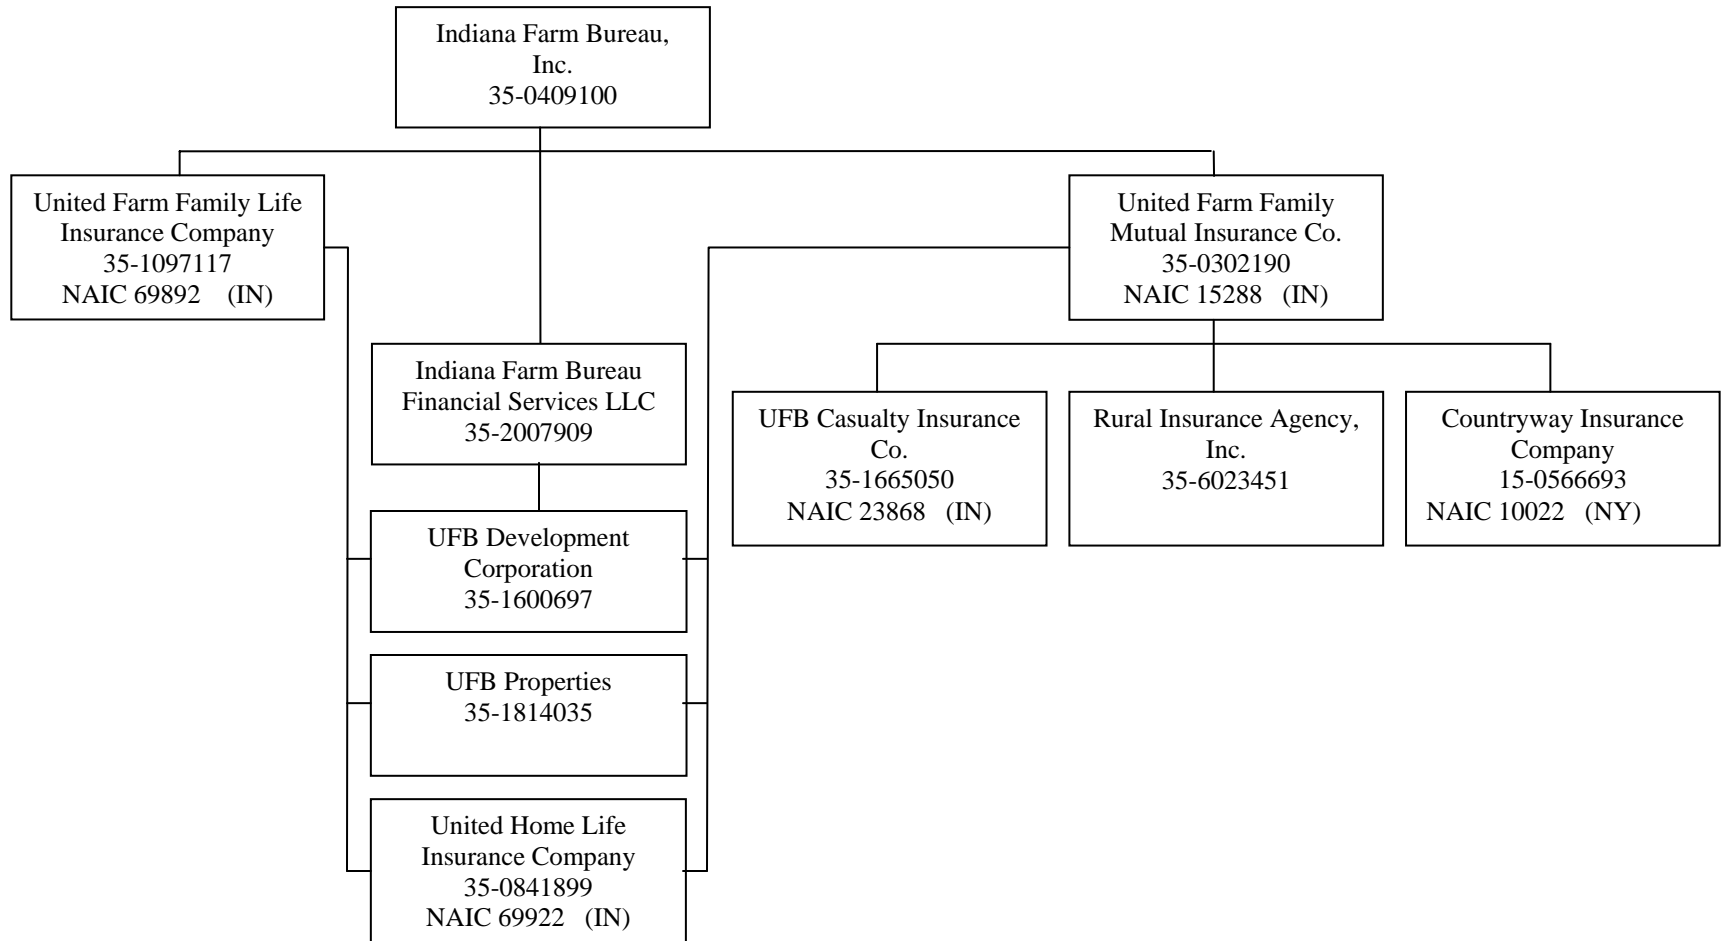 Indiana Farm Bureau,
Inc.
35-0409100
United Farm Family Life
Insurance Company
35-1097117
NAIC 69892 (IN)
United Farm Family
Mutual Insurance Co.
35-0302190
NAIC 15288 (IN)
Indiana Farm Bureau
Financial Services LLC
35-2007909
UFB Casualty Insurance
Co.
35-1665050
NAIC 23868 (IN)
Rural Insurance Agency,
Inc.
35-6023451
Countryway Insurance
Company
15-0566693
NAIC 10022 (NY)
UFB Development
Corporation
35-1600697
UFB Properties
35-1814035
United Home Life
Insurance Company
35-0841899
NAIC 69922 (IN)